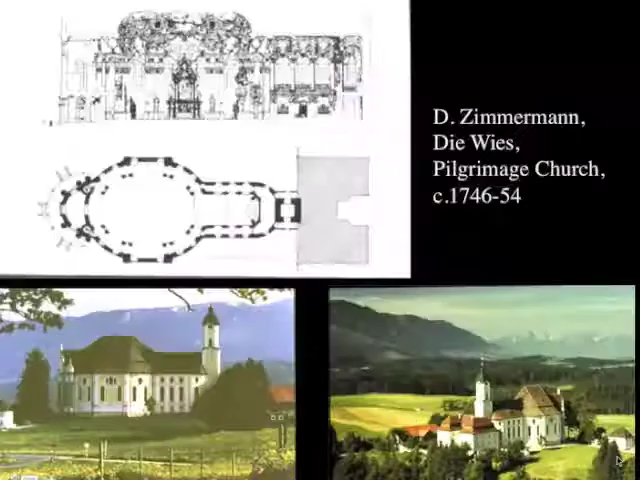 D. Zimmermann,
Die Wies,
Pilgrimage Church,
c.1746-54